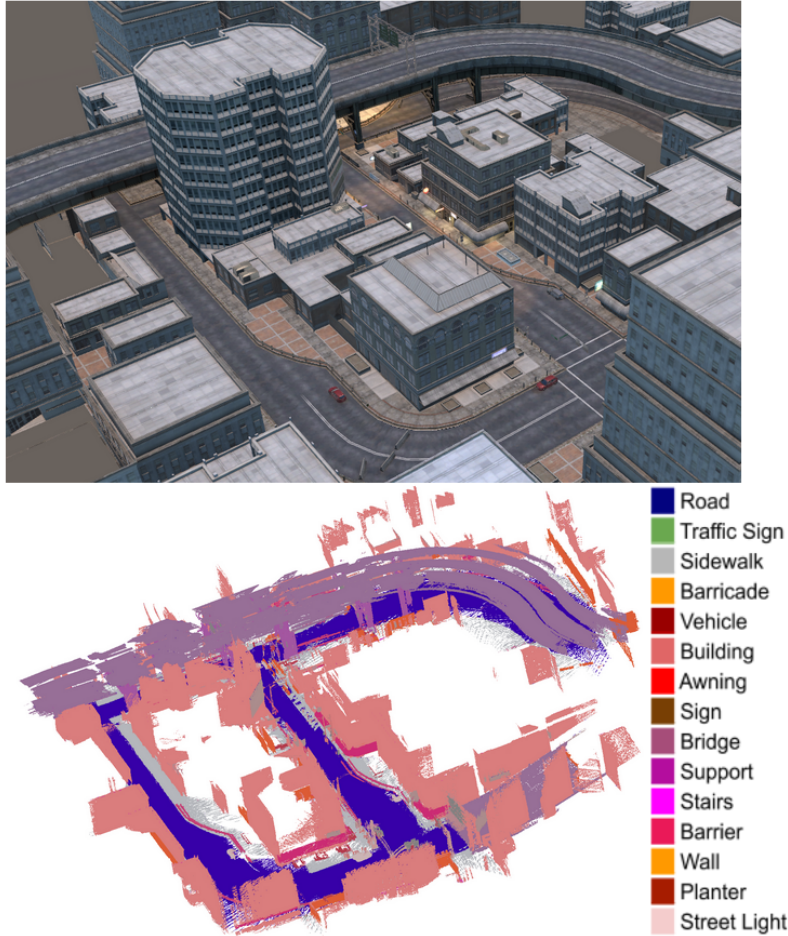 Road
Traffic Sign
Sidewalk
Barricade
Vehicle
Building
Awning
Sign
Bridge
Support
Stairs
Barrier
Wall
Planter
Street Light